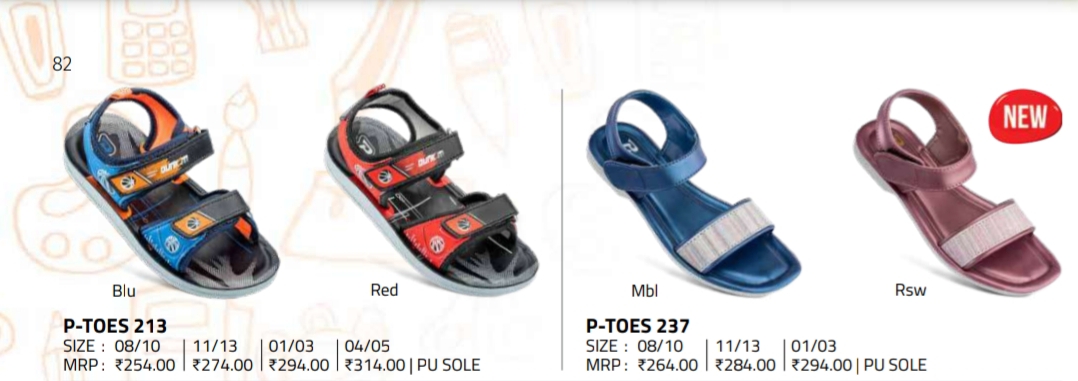 82
NEW
Blu
Red
Mbl
Rsw
P-TOES 213
SIZE : 08/10 | 11/13 | 01/03 | 04/05
MRP : ₹254.00 | ₹274.00 | ₹294.00 | ₹314.00 | PU SOLE
P-TOES 237
SIZE : 08/10 | 11/13 | 01/03
MRP : ₹264.00 | ₹284.00 | ₹294.00 | PU SOLE